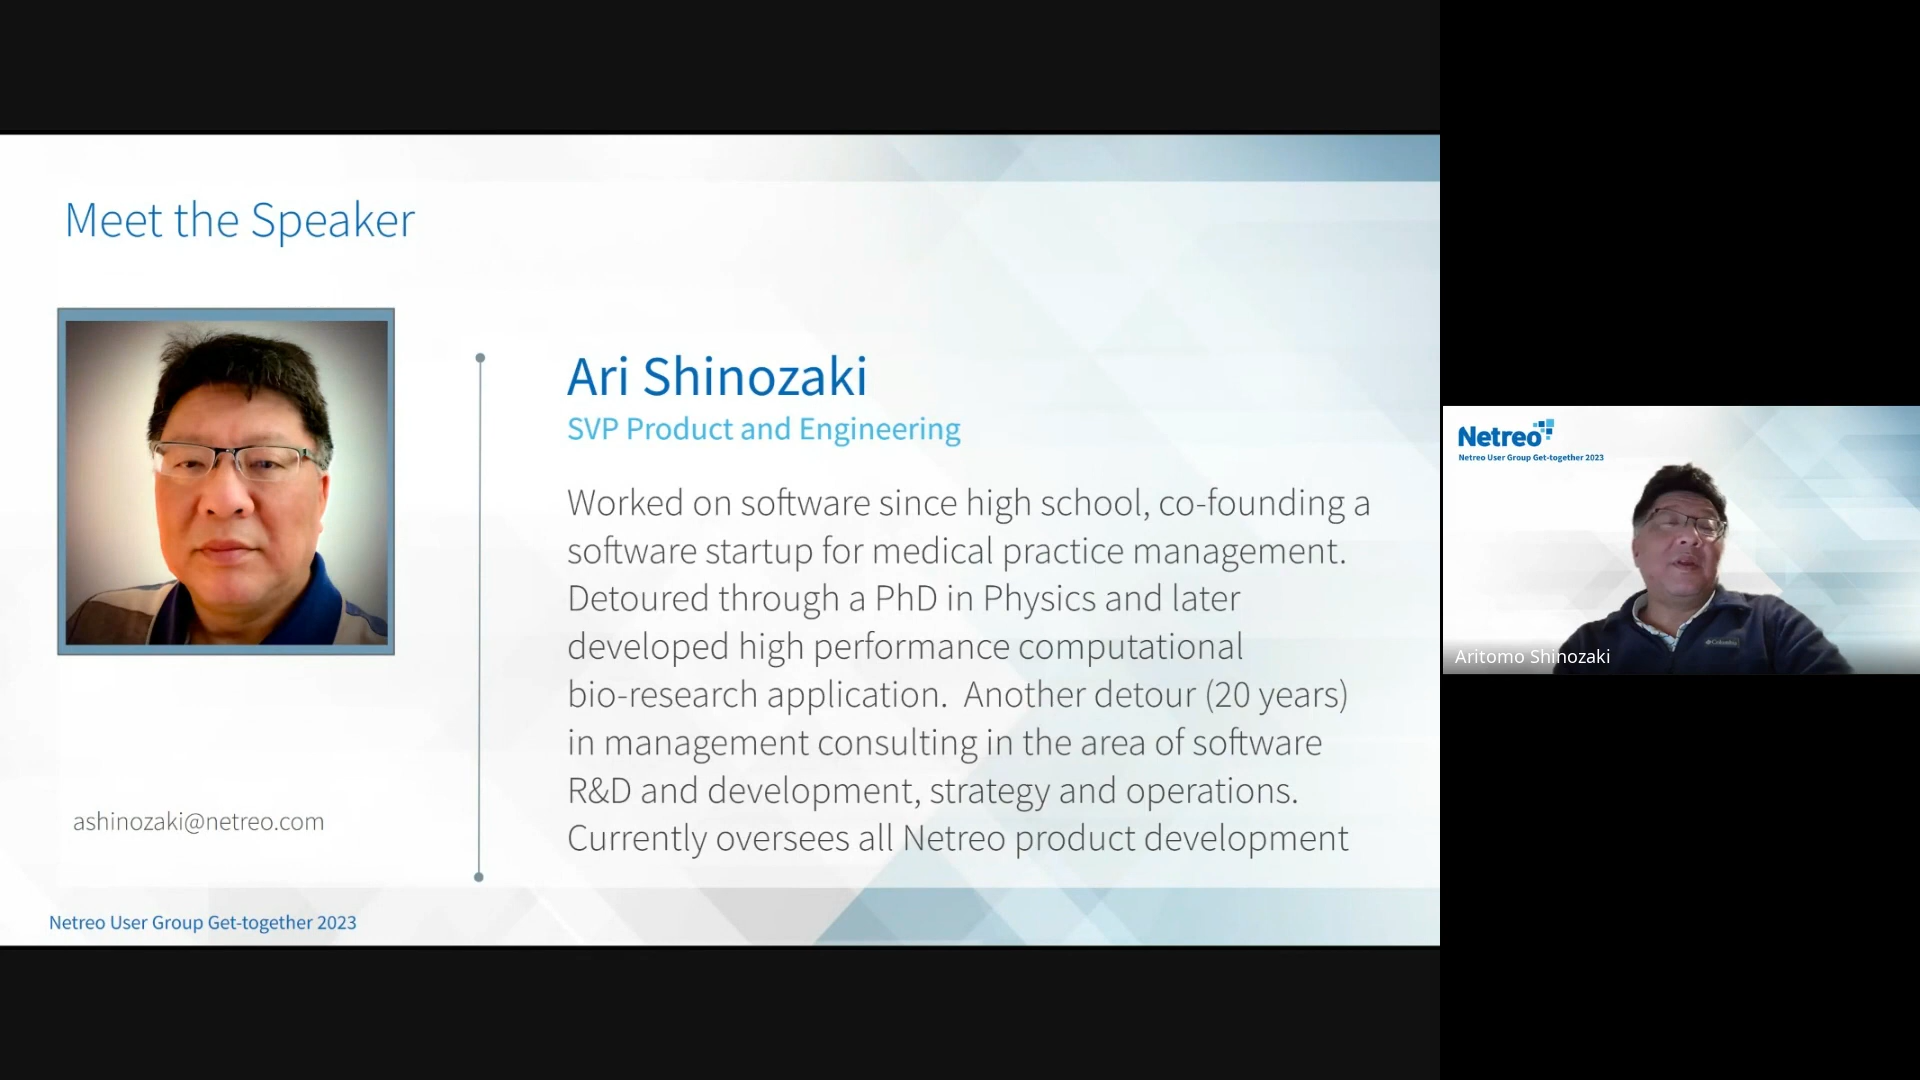 Meet the Speaker
Ari Shinozaki
SVP Product and Engineering
Worked on software since high school, co-founding a
software startup for medical practice management.
Detoured through a PhD in Physics and later
developed high performance computational
bio-research application.  Another detour (20 years)
in management consulting in the area of software
R&D and development, strategy and operations.
Currently oversees all Netreo product development
ashinozaki@netreo.com
Netreo User Group Get-together 2023
Netreo
Netreo User Group Get-together 2023
Columbia
Aritomo Shinozaki